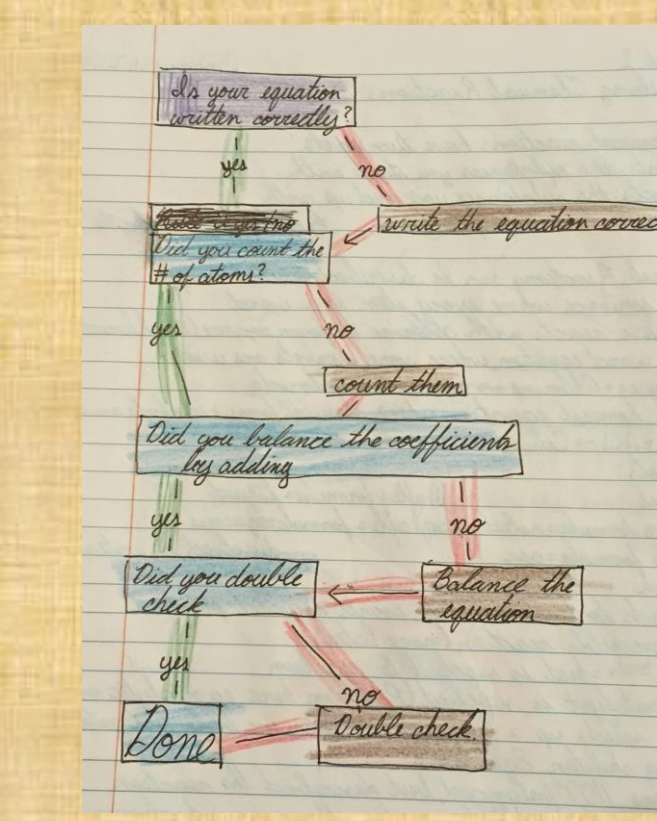 Is your equation
written correctly?
yes
no
write the equation correc
Did you count the
# of atoms?
yes
no
count them
Did you balance the coefficients
by adding
yes
no
Did you double
check
Balance the
equation
yes
no
Done
Double check.